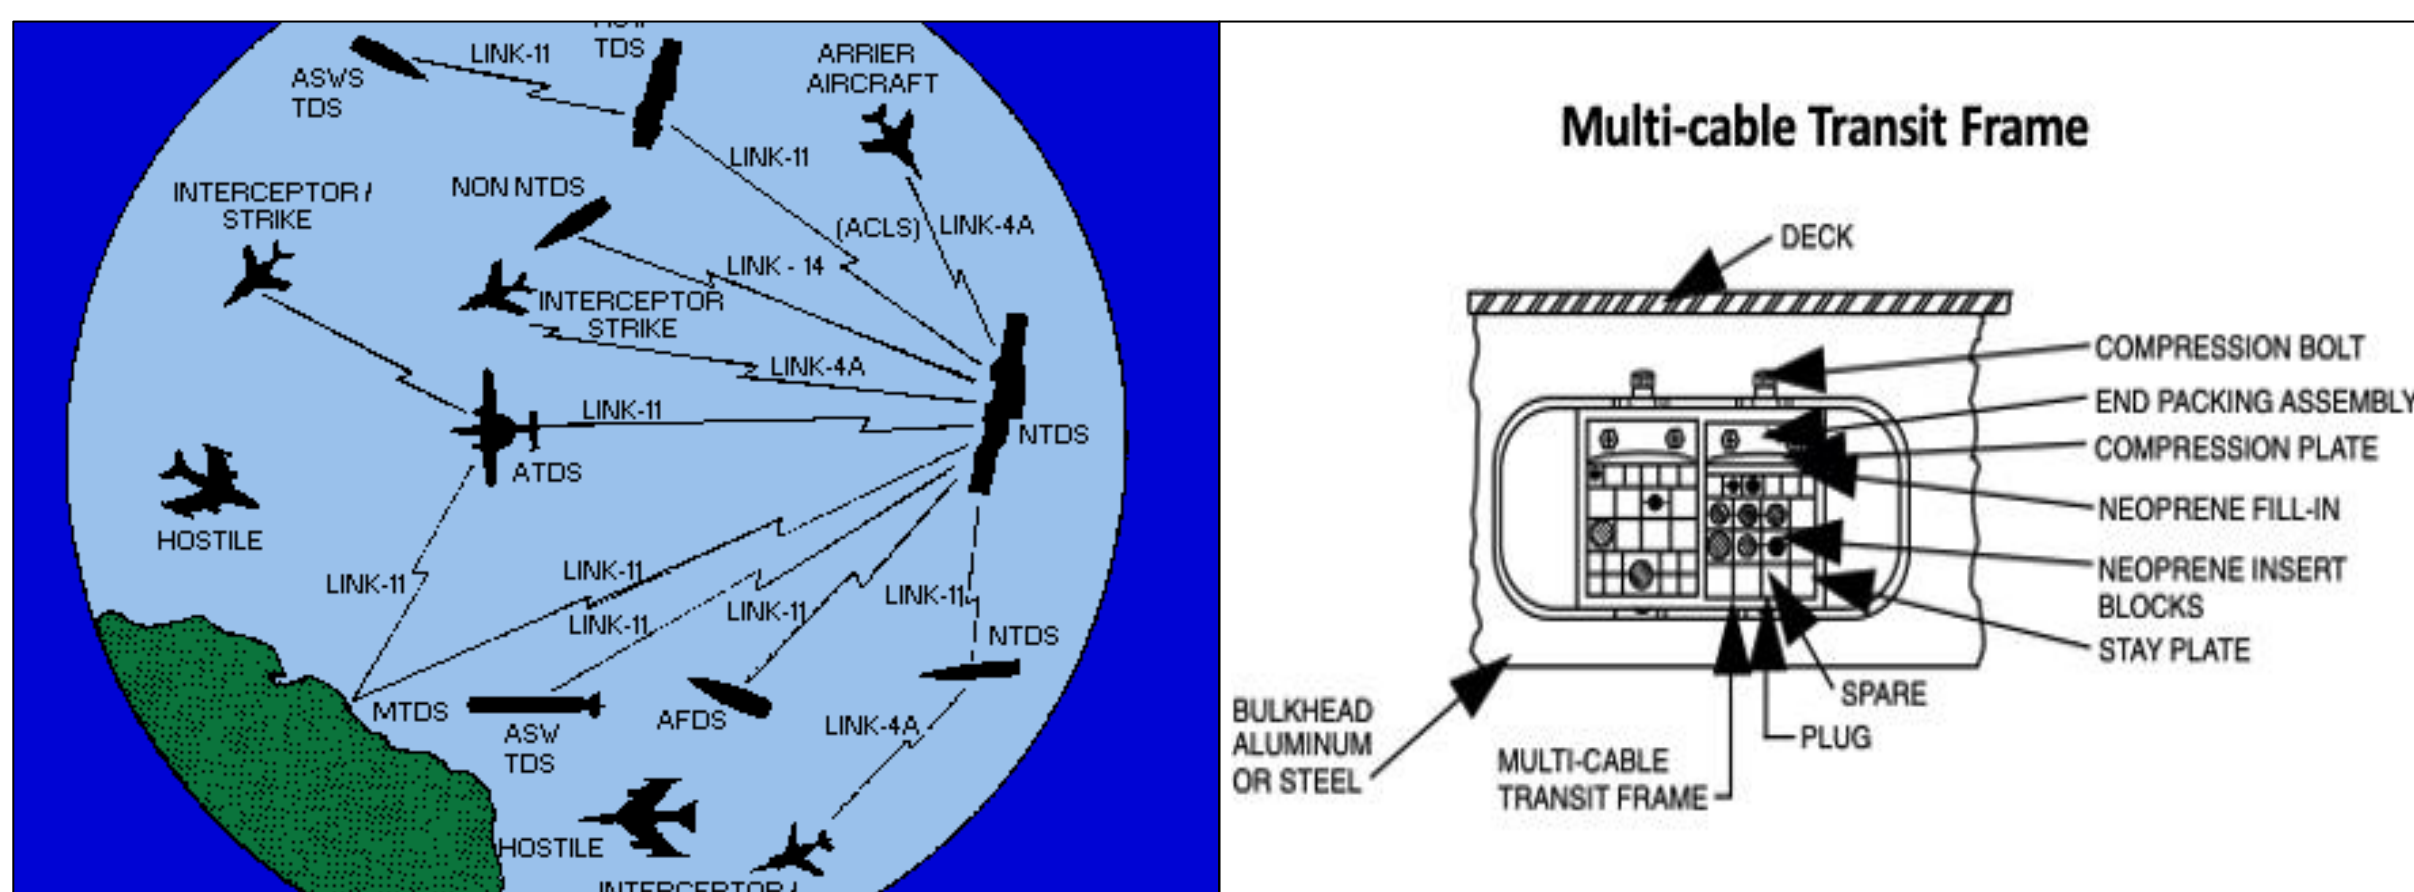 TDS
LINK-11
ASWS
TDS
ARRIER
AIRCRAFT
LINK-11
INTERCEPTOR /
STRIKE
NON NTDS
(ACLS)
LINK-4A
LINK - 14
INTERCEPTOR
STRIKE
LINK-4A
LINK-11
NTDS
ATDS
HOSTILE
LINK-11
LINK-11
LINK-11
LINK-11
LINK-11
NTDS
MTDS
ASW
TDS
AFDS
LINK-4A
HOSTILE
INTERCEPTOR /
Multi-cable Transit Frame
DECK
COMPRESSION BOLT
END PACKING ASSEMBLY
COMPRESSION PLATE
NEOPRENE FILL-IN
NEOPRENE INSERT
BLOCKS
STAY PLATE
SPARE
PLUG
BULKHEAD
ALUMINUM
OR STEEL
MULTI-CABLE
TRANSIT FRAME